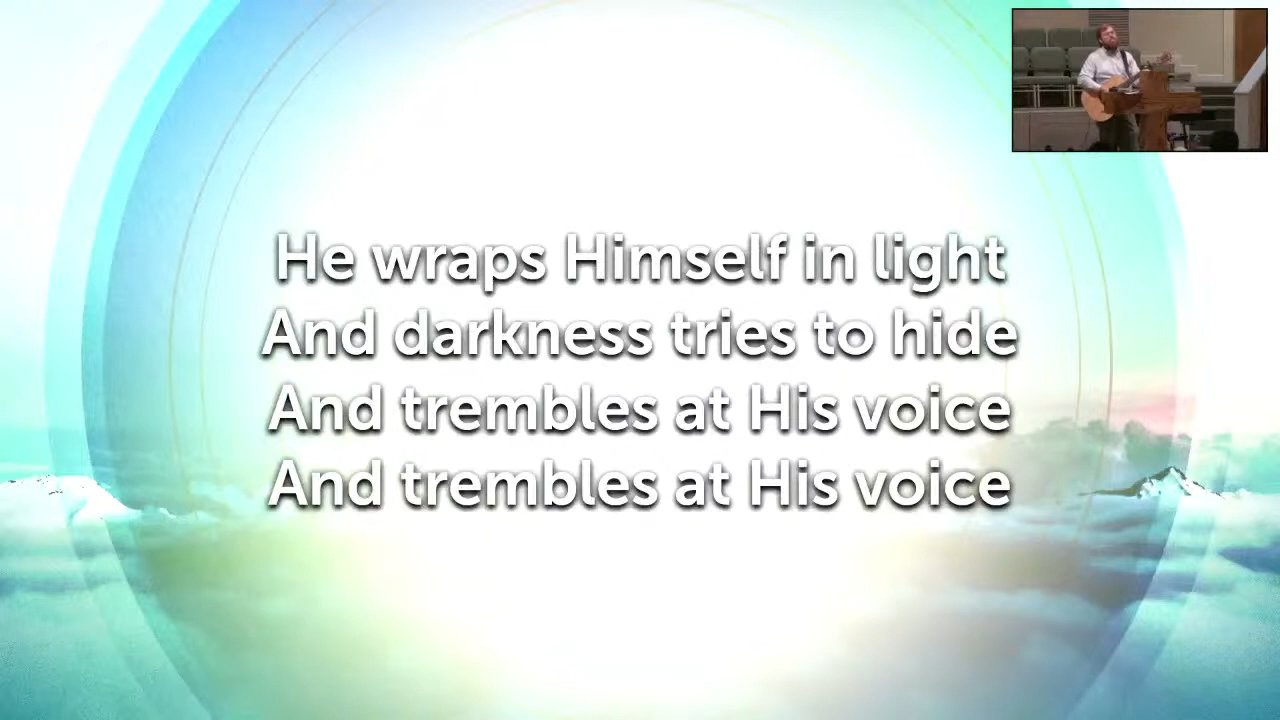 He wraps Himself in light
And darkness tries to hide
And trembles at His voice
And trembles at His voice